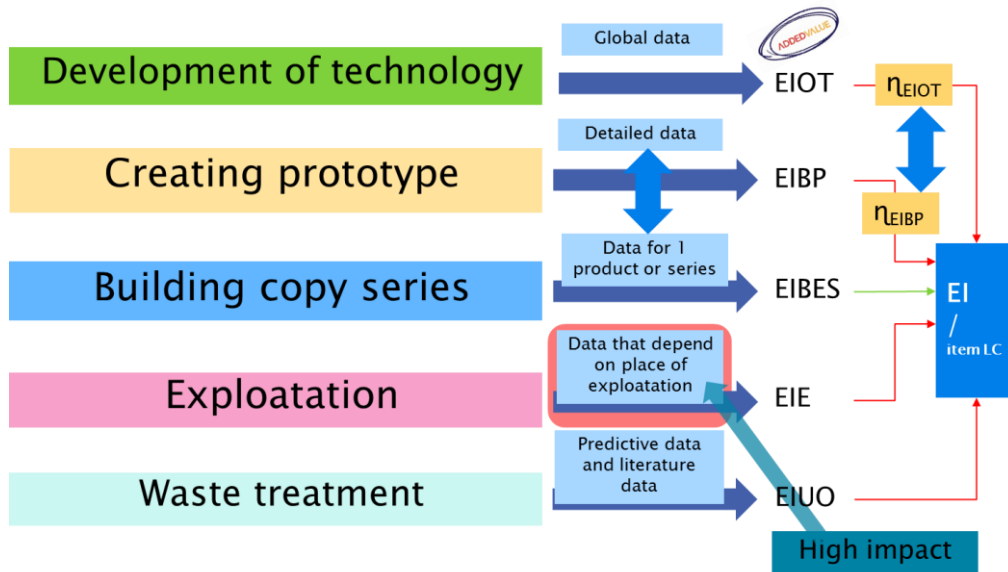 Global data
ADDEDVALUE
Development of technology
EIOT
ηEIOT
Detailed data
Creating prototype
EIBP
ηEIBP
Data for 1
product or series
Building copy series
EIBES
EI
/
item LC
Data that depend
on place of
exploatation
Exploatation
EIE
Predictive data
and literature
data
Waste treatment
EIUO
High impact